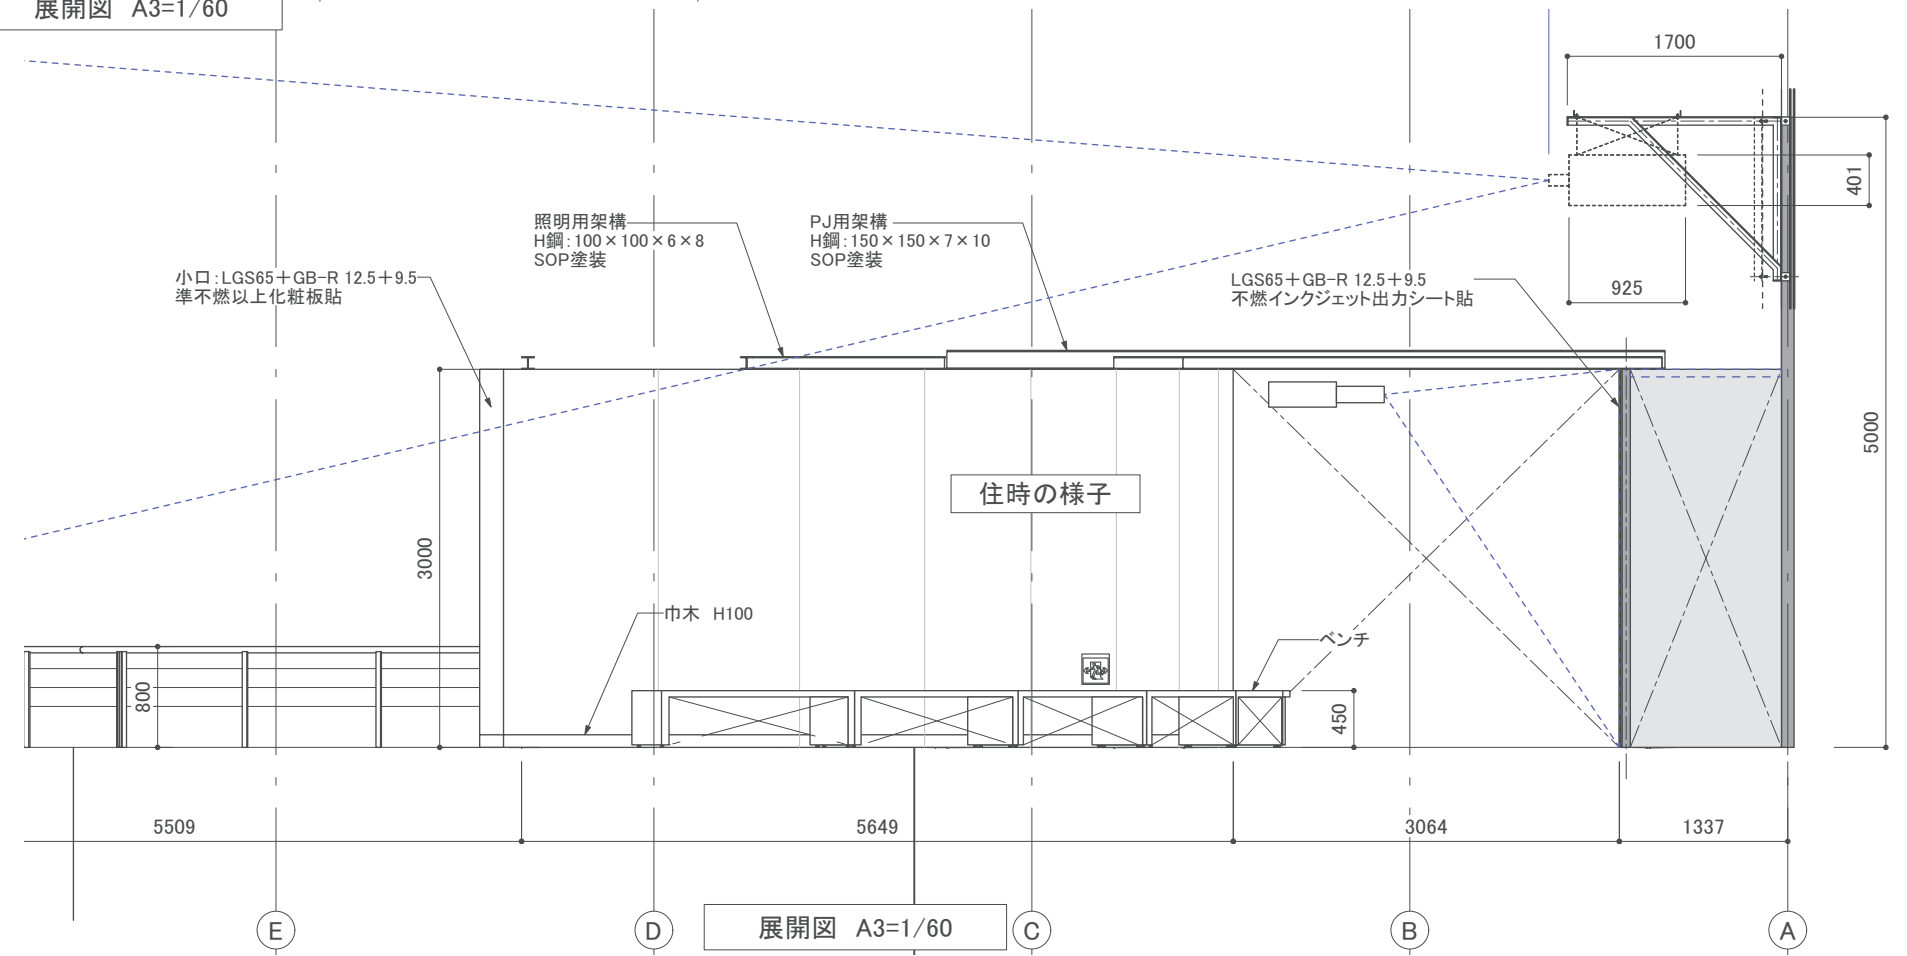 展開図 A3=1/60
1700
401
照明用架構
H鋼:100×100×6×8
SOP塗装
PJ用架構
H鋼:150×150×7×10
SOP塗装
小口:LGS65+GB-R 12.5+9.5
準不燃以上化粧板貼
LGS65+GB-R 12.5+9.5
不燃インクジェット出力シート貼
925
5000
住時の様子
3000
巾木 H100
ベンチ
800
450
5509
5649
3064
1337
E
D
展開図 A3=1/60
C
B
A